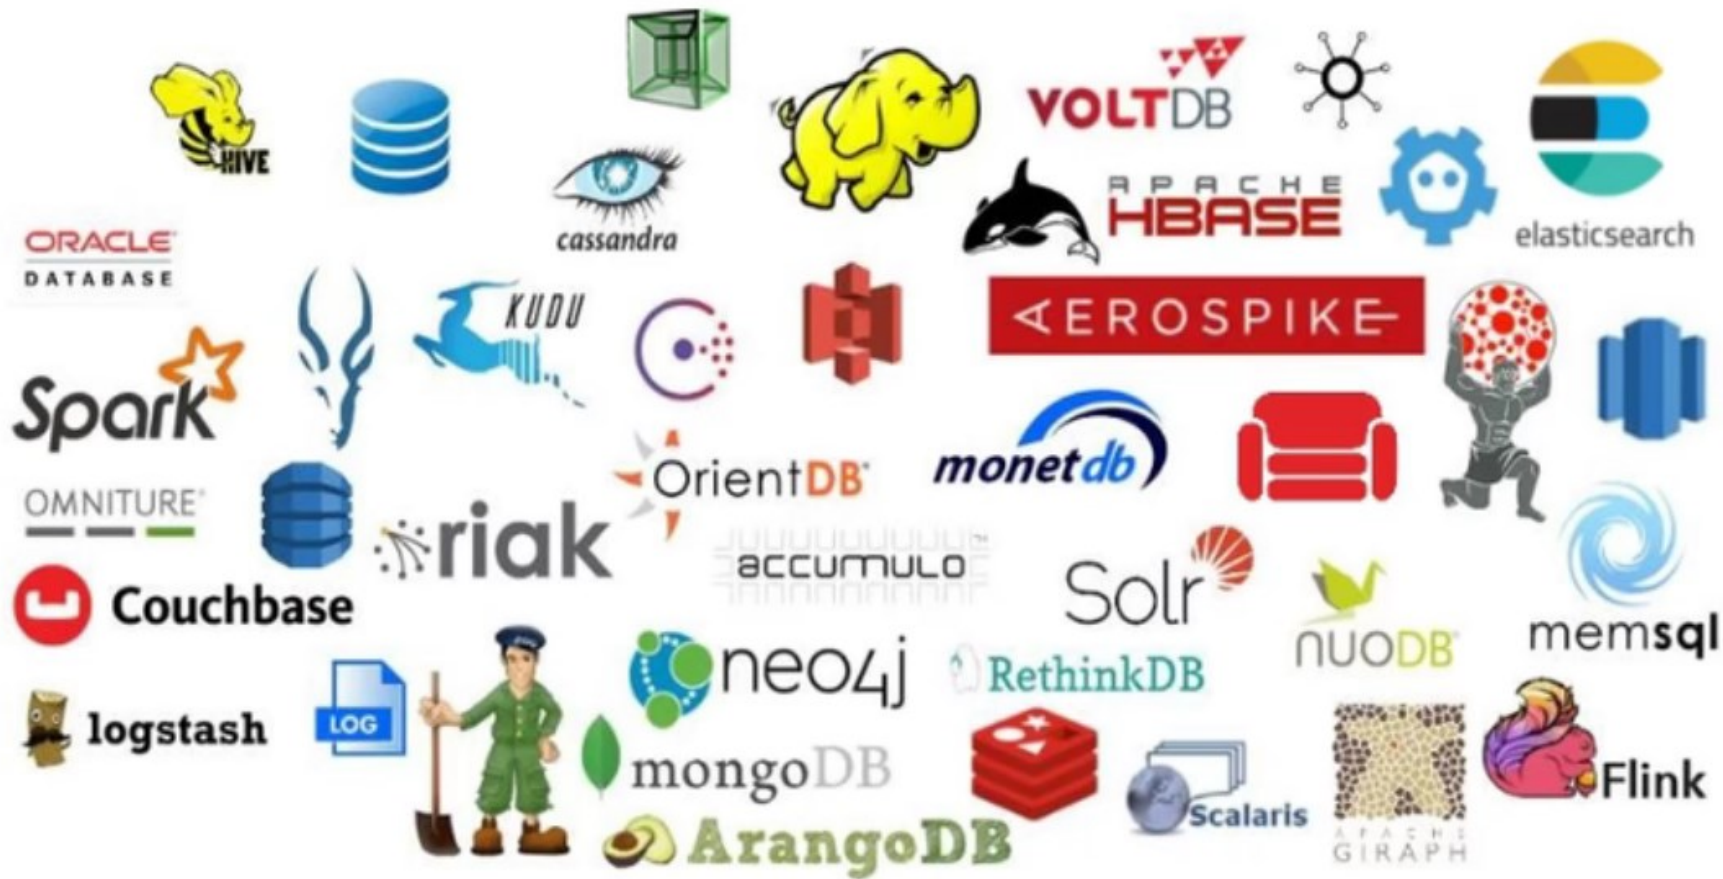 HIVE
VOLTDB
cassandra
APACHE
HBASE
elasticsearch
ORACLE
DATABASE
KUDU
AEROSPIKE
Spark
OrientDB
monetdb
OMNITURE
riak
accumulo
Solr
Couchbase
nuoDB
memsql
neo4j
RethinkDB
logstash
LOG
mongoDB
Flink
Scalaris
ArangoDB
APACHE
GIRAPH